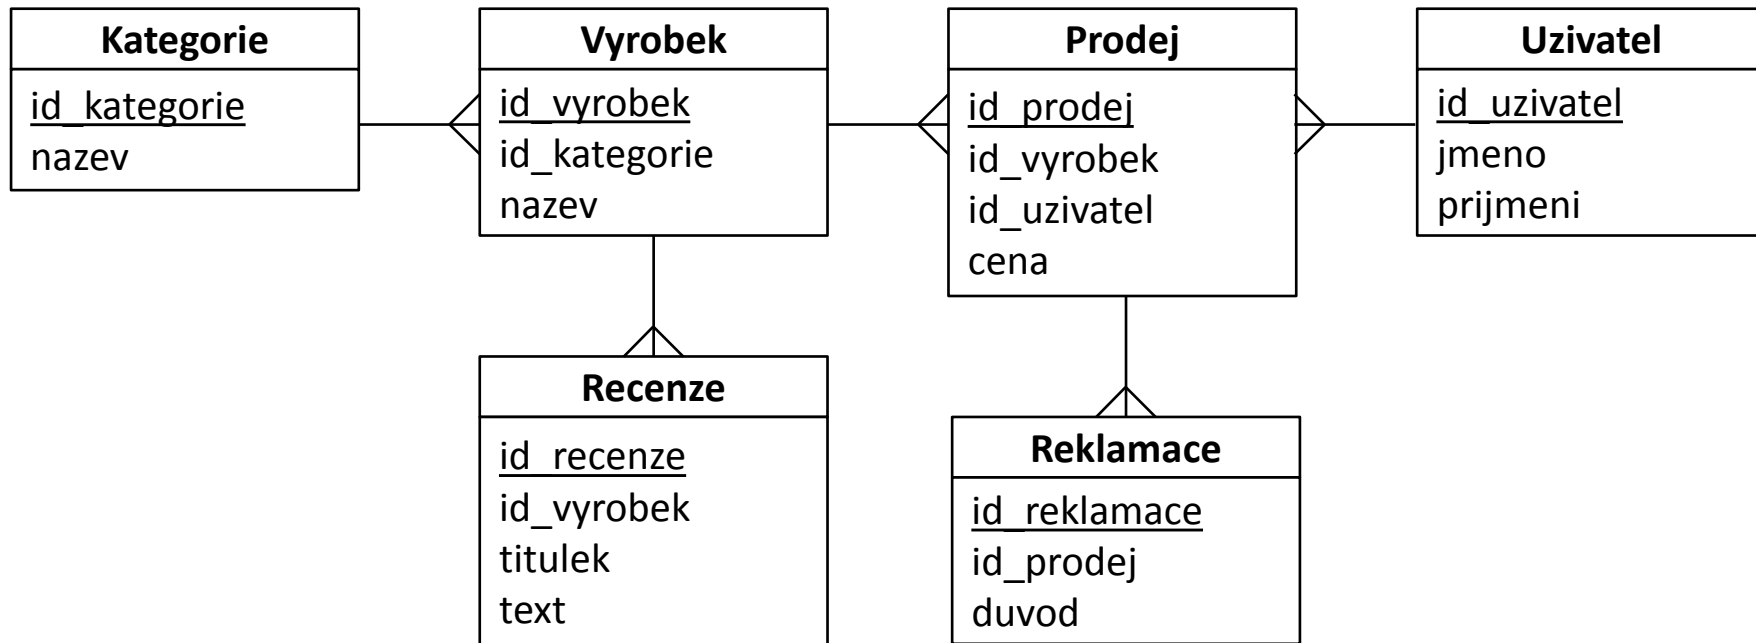 Kategorie
id_kategorie
nazev
Vyrobek
id_vyrobek
id_kategorie
nazev
Prodej
id_prodej
id_vyrobek
id_uzivatel
cena
Uzivatel
id_uzivatel
jmeno
prijmeni
Recenze
id_recenze
id_vyrobek
titulek
text
Reklamace
id_reklamace
id_prodej
duvod